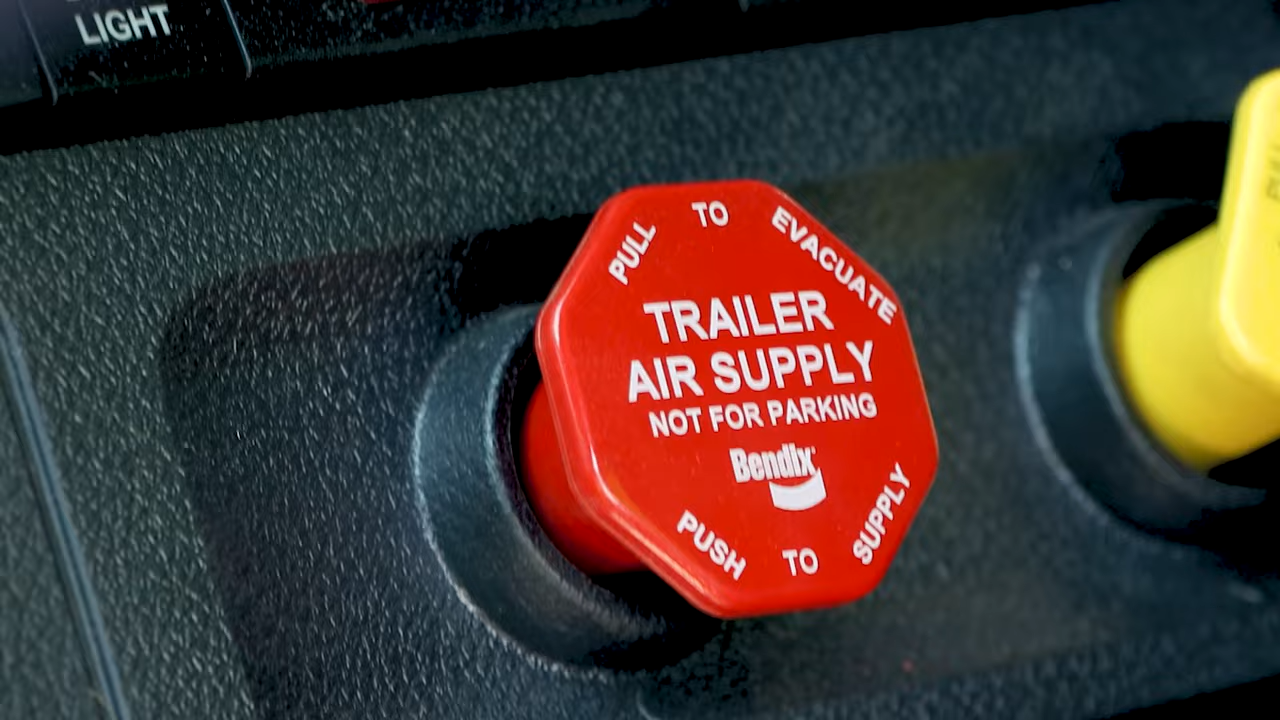 LIGHT
PULL TO EVACUATE
TRAILER
AIR SUPPLY
NOT FOR PARKING
Bendix
PUSH TO SUPPLY